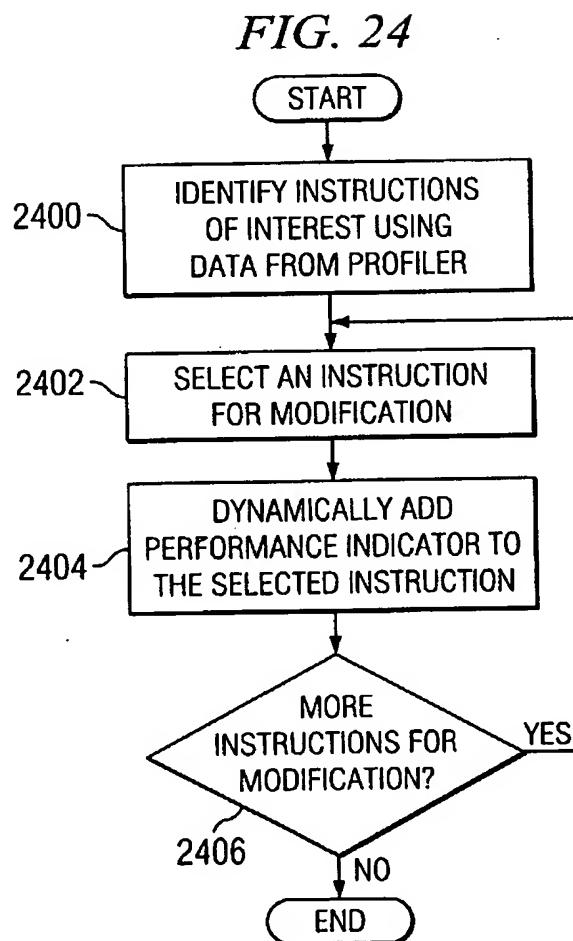 FIG. 24
START
2400
IDENTIFY INSTRUCTIONS
OF INTEREST USING
DATA FROM PROFILER
2402
SELECT AN INSTRUCTION
FOR MODIFICATION
2404
DYNAMICALLY ADD
PERFORMANCE INDICATOR TO
THE SELECTED INSTRUCTION
MORE
INSTRUCTIONS FOR
MODIFICATION?
YES
2406
NO
END